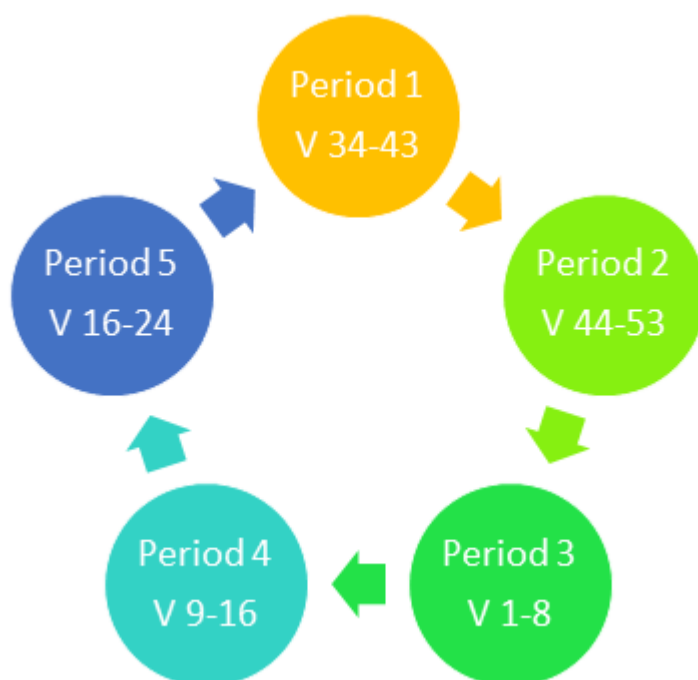 Period 1
V 34-43
Period 2
V 44-53
Period 3
V 1-8
Period 4
V 9-16
Period 5
V 16-24